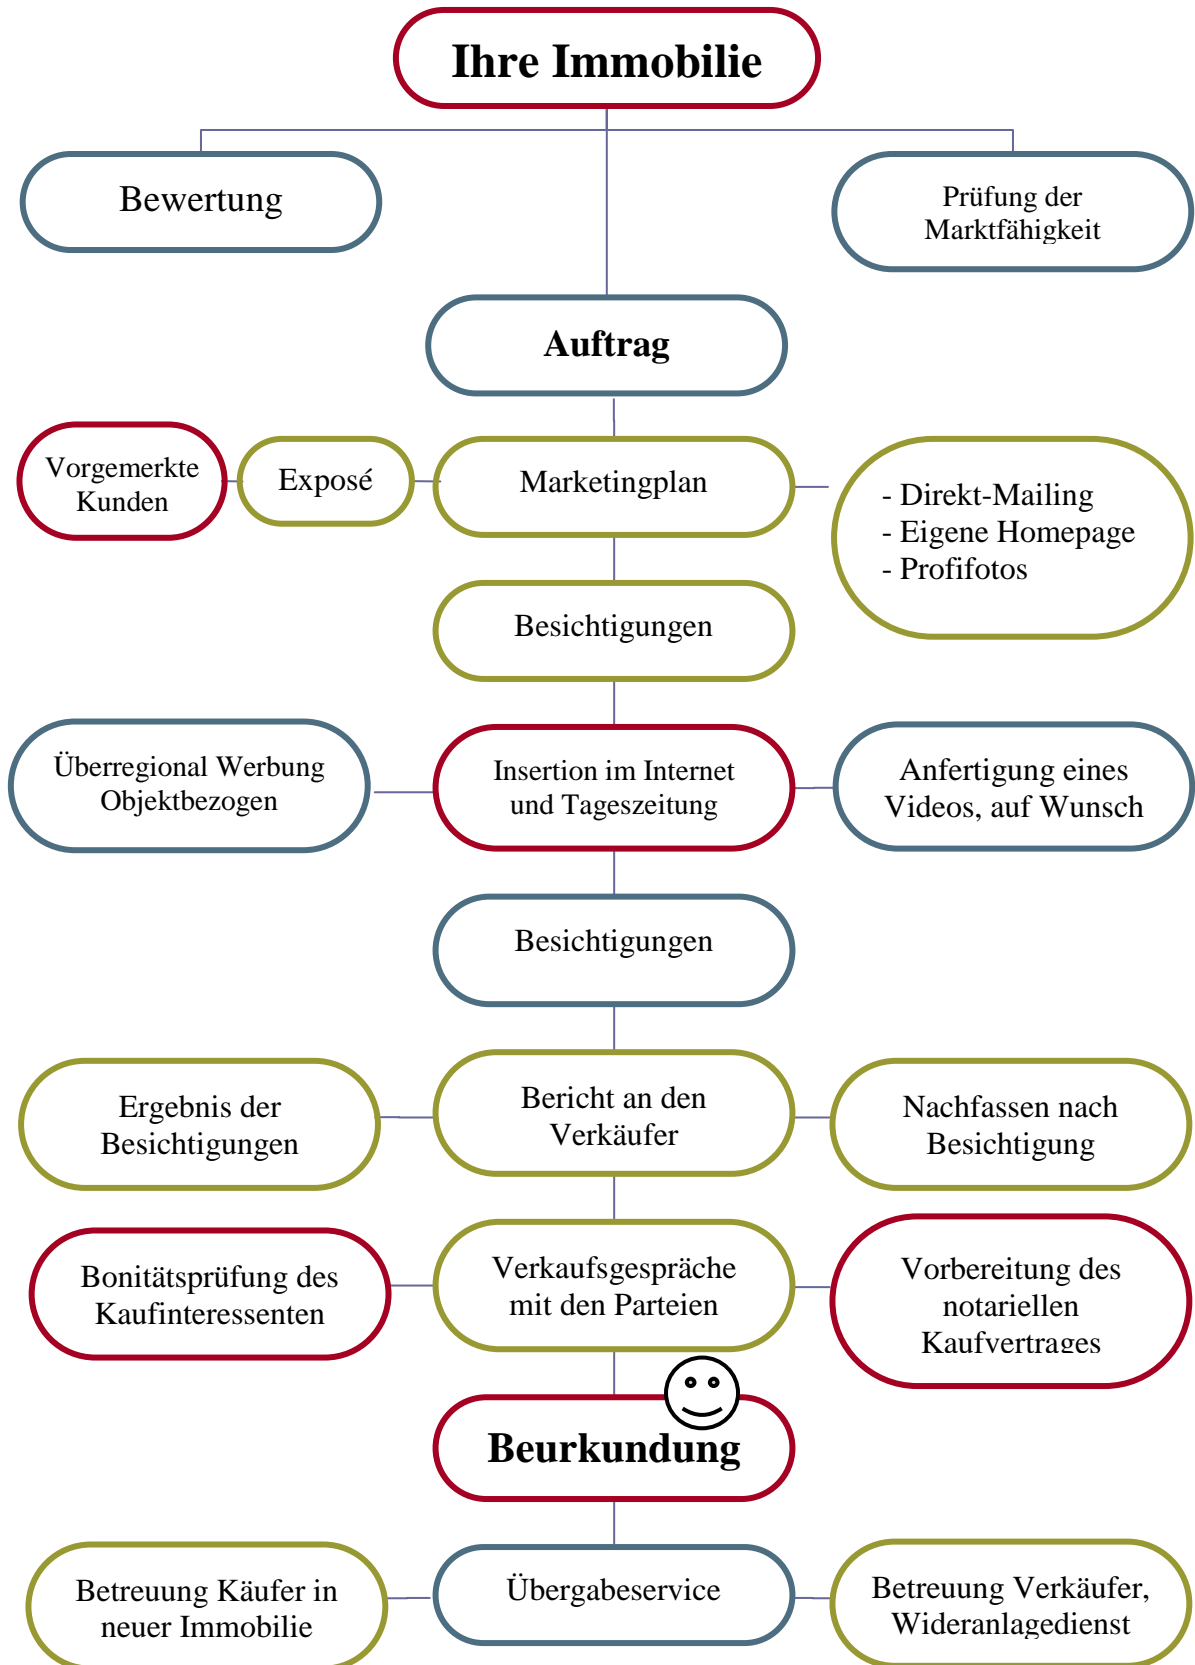 Ihre Immobilie
Bewertung
Prüfung der
Marktfähigkeit
Auftrag
Vorgemerkte
Kunden
Exposé
Marketingplan
- Direkt-Mailing
- Eigene Homepage
- Profifotos
Besichtigungen
Überregional Werbung
Objektbezogen
Insertion im Internet
und Tageszeitung
Anfertigung eines
Videos, auf Wunsch
Besichtigungen
Ergebnis der
Besichtigungen
Bericht an den
Verkäufer
Nachfassen nach
Besichtigung
Bonitätsprüfung des
Kaufinteressenten
Verkaufsgespräche
mit den Parteien
Vorbereitung des
notariellen
Kaufvertrages
Beurkundung
Betreuung Käufer in
neuer Immobilie
Übergabeservice
Betreuung Verkäufer,
Wideranlagedienst